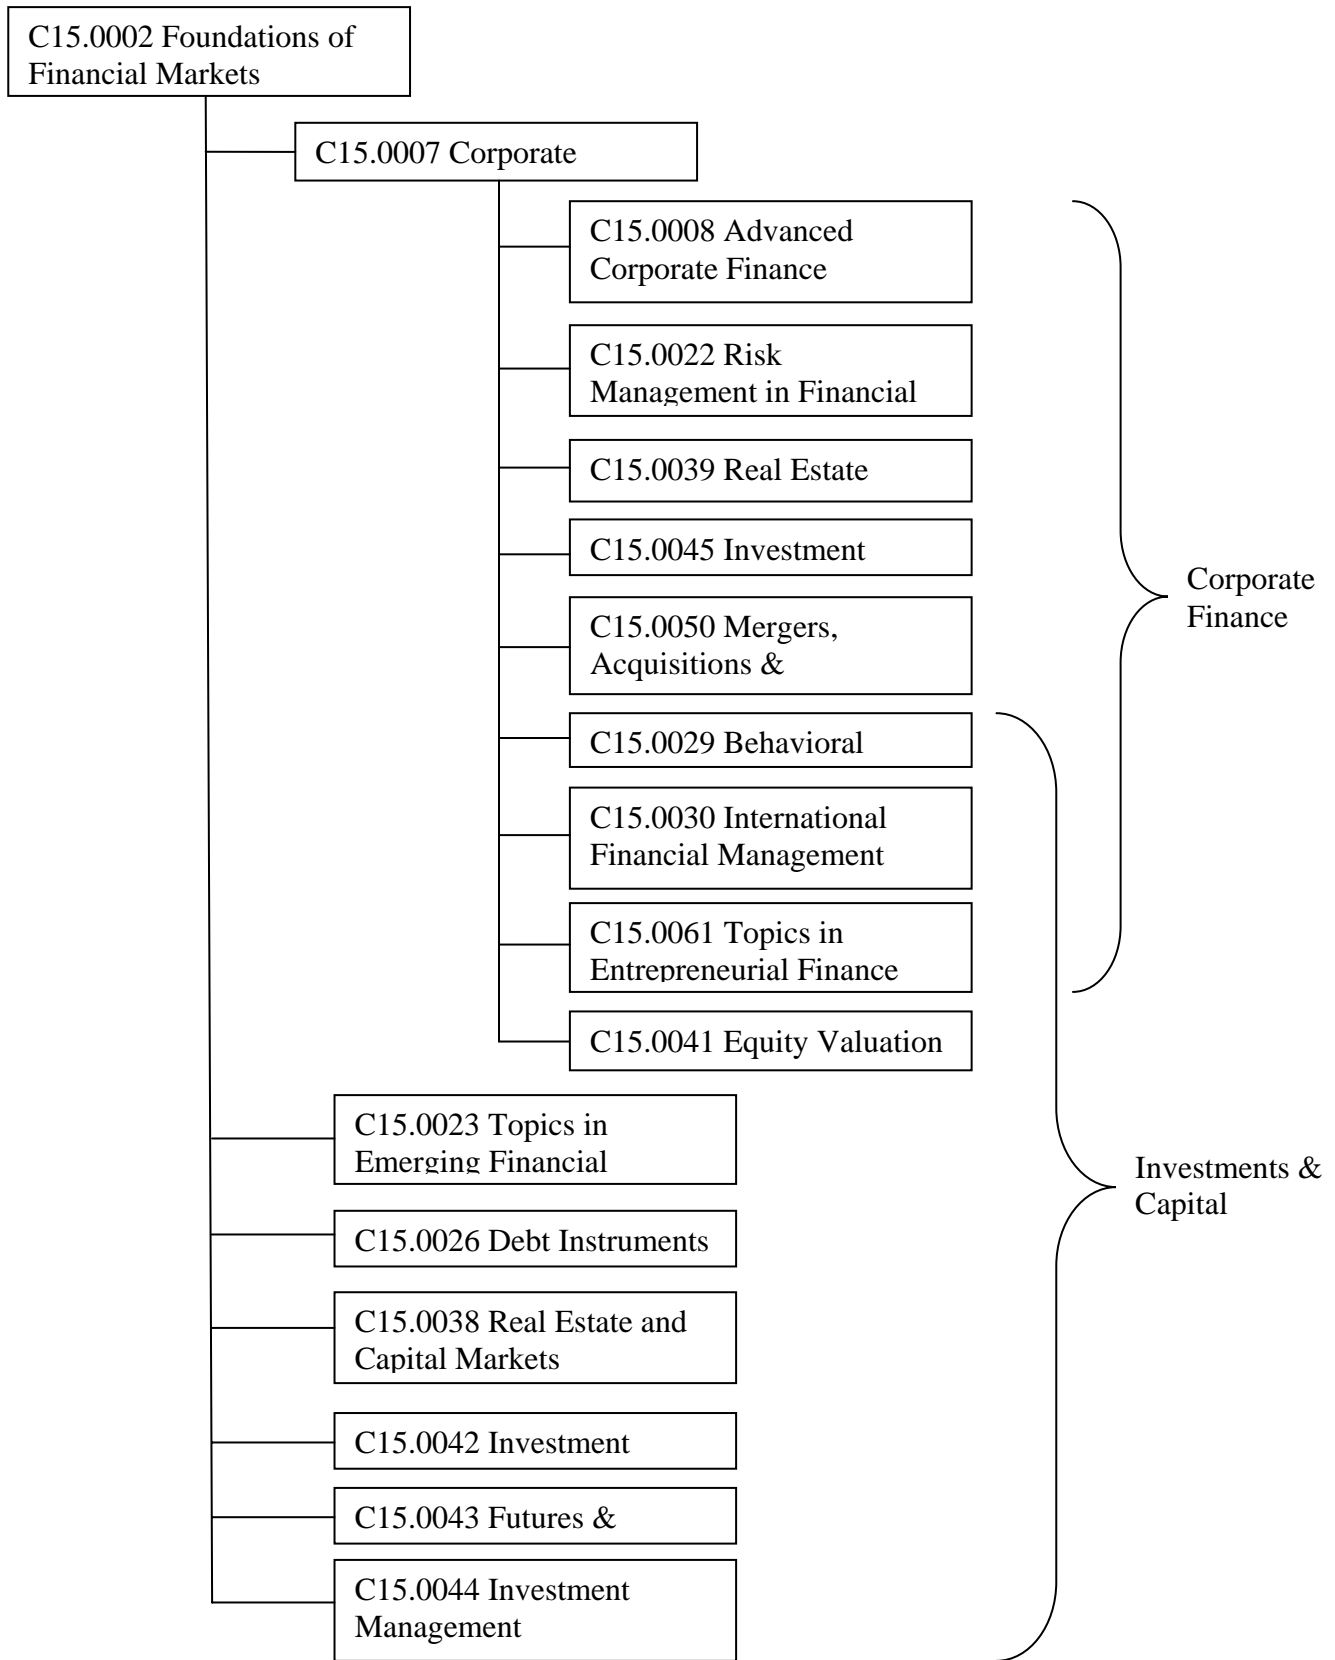 C15.0002 Foundations of
Financial Markets
C15.0007 Corporate
C15.0008 Advanced
Corporate Finance
C15.0022 Risk
Management in Financial
C15.0039 Real Estate
C15.0045 Investment
Corporate
Finance
C15.0050 Mergers,
Acquisitions &
C15.0029 Behavioral
C15.0030 International
Financial Management
C15.0061 Topics in
Entrepreneurial Finance
C15.0041 Equity Valuation
C15.0023 Topics in
Emerging Financial
Investments &
Capital
C15.0026 Debt Instruments
C15.0038 Real Estate and
Capital Markets
C15.0042 Investment
C15.0043 Futures &
C15.0044 Investment
Management